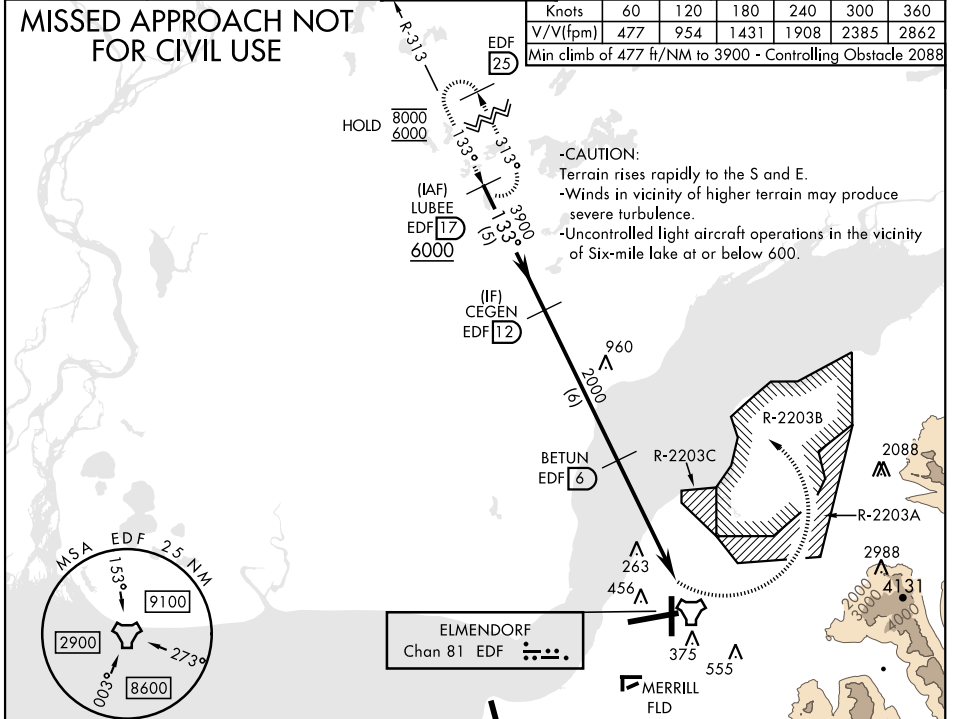 MISSED APPROACH NOT
FOR CIVIL USE
Knots 60 120 180 240 300 360
V/V(fpm) 477 954 1431 1908 2385 2862
Min climb of 477 ft/NM to 3900 - Controlling Obstacle 2088
R-313
EDF
25
HOLD 8000
6000
133°
313°
-CAUTION:
Terrain rises rapidly to the S and E.
-Winds in vicinity of higher terrain may produce
severe turbulence.
-Uncontrolled light aircraft operations in the vicinity
of Six-mile lake at or below 600.
(IAF)
LUBEE
EDF 17
6000
3900
133°
(5)
(IF)
CEGEN
EDF 12
960
2000
(6)
BETUN
EDF 6
R-2203B
R-2203C
2088
R-2203A
2988
4131
2000
3000
4000
263
456
375
555
MSA EDF 25 NM
153°
9100
2900
273°
003°
8600
ELMENDORF
Chan 81 EDF
MERRILL
FLD